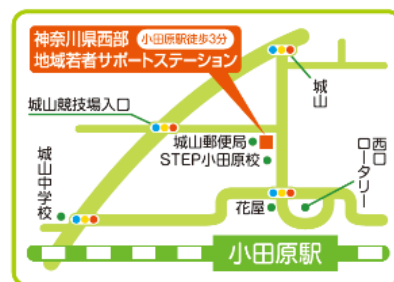 神奈川県西部
小田原駅徒歩3分
地域若者サポートステーション
城山
城山競技場入口
城山郵便局
STEP小田原校
西口
ロータリー
城山中学校
花屋
小田原駅